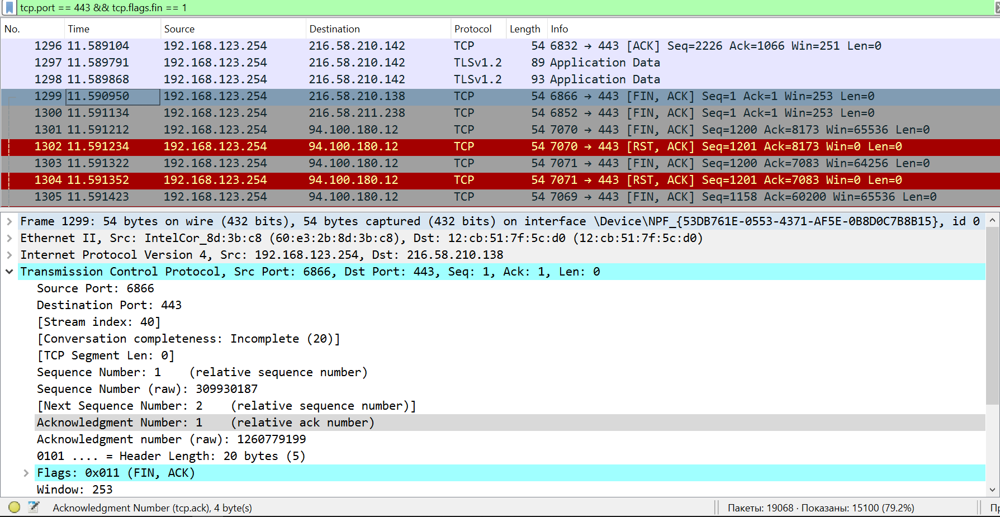 tcp.port == 443 && tcp.flags.fin == 1
No. Time Source Destination Protocol Length Info
1296 11.589104 192.168.123.254 216.58.210.142 TCP 54 6832 → 443 [ACK] Seq=2226 Ack=1066 Win=251 Len=0
1297 11.589791 192.168.123.254 216.58.210.142 TLSv1.2 89 Application Data
1298 11.589868 192.168.123.254 216.58.210.142 TLSv1.2 93 Application Data
1299 11.590950 192.168.123.254 216.58.210.138 TCP 54 6866 → 443 [FIN, ACK] Seq=1 Ack=1 Win=253 Len=0
1300 11.591134 192.168.123.254 216.58.211.238 TCP 54 6852 → 443 [FIN, ACK] Seq=1 Ack=1 Win=253 Len=0
1301 11.591212 192.168.123.254 94.100.180.12 TCP 54 7070 → 443 [FIN, ACK] Seq=1200 Ack=8173 Win=65536 Len=0
1302 11.591234 192.168.123.254 94.100.180.12 TCP 54 7070 → 443 [RST, ACK] Seq=1201 Ack=8173 Win=0 Len=0
1303 11.591322 192.168.123.254 94.100.180.12 TCP 54 7071 → 443 [FIN, ACK] Seq=1200 Ack=7083 Win=64256 Len=0
1304 11.591352 192.168.123.254 94.100.180.12 TCP 54 7071 → 443 [RST, ACK] Seq=1201 Ack=7083 Win=0 Len=0
1305 11.591423 192.168.123.254 94.100.180.12 TCP 54 7069 → 443 [FIN, ACK] Seq=1158 Ack=60200 Win=65536 Len=0
Frame 1299: 54 bytes on wire (432 bits), 54 bytes captured (432 bits) on interface \Device\NPF_{53DB761E-0553-4371-AF5E-0B8D0C7B8B15}, id 0
Ethernet II, Src: IntelCor_8d:3b:c8 (60:e3:2b:8d:3b:c8), Dst: 12:cb:51:7f:5c:d0 (12:cb:51:7f:5c:d0)
Internet Protocol Version 4, Src: 192.168.123.254, Dst: 216.58.210.138
Transmission Control Protocol, Src Port: 6866, Dst Port: 443, Seq: 1, Ack: 1, Len: 0
Source Port: 6866
Destination Port: 443
[Stream index: 40]
[Conversation completeness: Incomplete (20)]
[TCP Segment Len: 0]
Sequence Number: 1 (relative sequence number)
Sequence Number (raw): 309930187
[Next Sequence Number: 2 (relative sequence number)]
Acknowledgment Number: 1 (relative ack number)
Acknowledgment number (raw): 1260779199
0101 .... = Header Length: 20 bytes (5)
Flags: 0x011 (FIN, ACK)
Window: 253
Acknowledgment Number (tcp.ack), 4 byte(s) Пакеты: 19068 · Показаны: 15100 (79.2%)